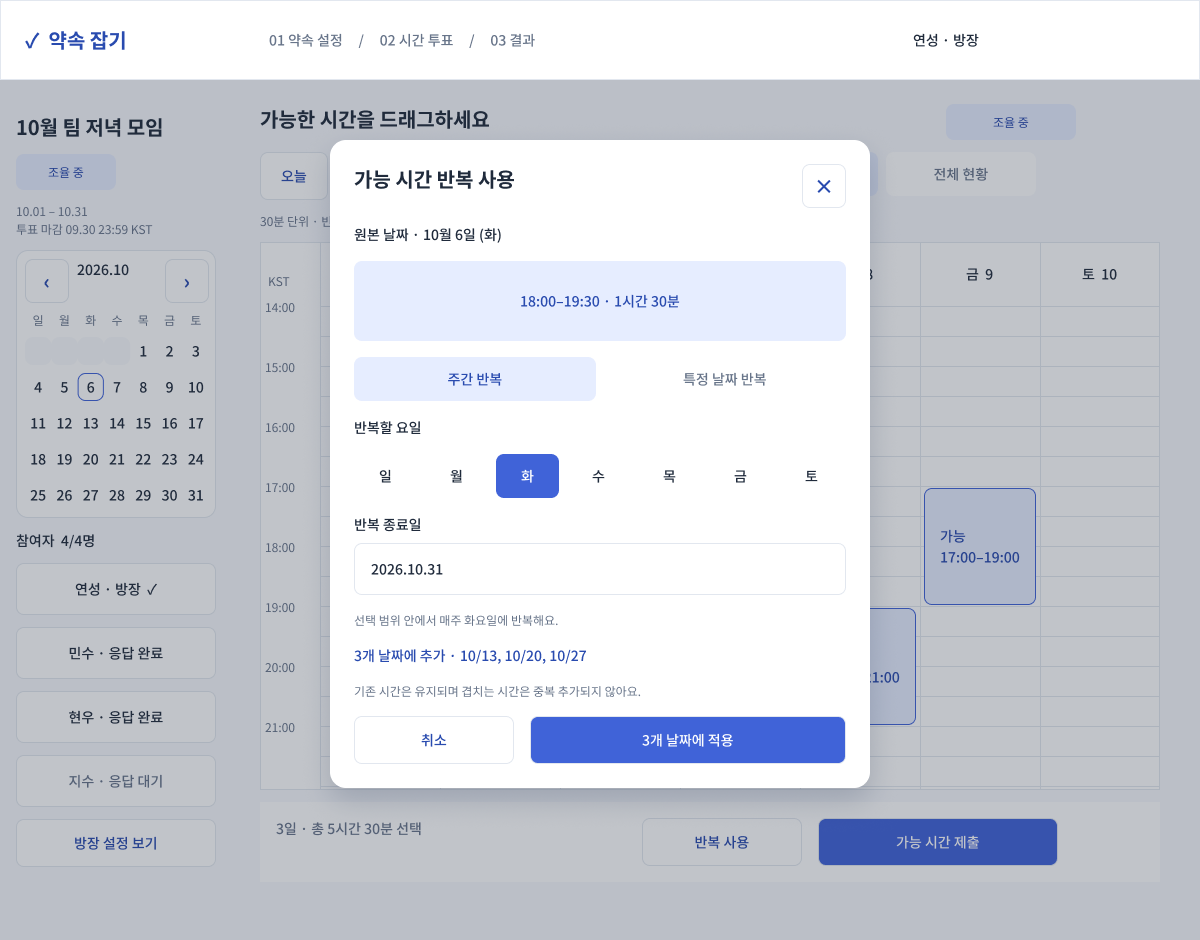 ✓ 약속 잡기
01 약속 설정 / 02 시간 투표 / 03 결과
연성 · 방장
10월 팀 저녁 모임
조율 중
10.01 – 10.31
투표 마감 09.30 23:59 KST
‹ 2026.10 ›
일 월 화 수 목 금 토
1 2 3
4 5 6 7 8 9 10
11 12 13 14 15 16 17
18 19 20 21 22 23 24
25 26 27 28 29 30 31
참여자 4/4명
연성 · 방장 ✓
민수 · 응답 완료
현우 · 응답 완료
지수 · 응답 대기
방장 설정 보기
가능한 시간을 드래그하세요
조율 중
오늘
전체 현황
30분 단위 ·
KST
금 9
토 10
14:00
15:00
16:00
17:00
18:00
19:00
20:00
21:00
가능
17:00–19:00
21:00
가능 시간 반복 사용
✕
원본 날짜 · 10월 6일 (화)
18:00–19:30 · 1시간 30분
주간 반복
특정 날짜 반복
반복할 요일
일 월 화 수 목 금 토
반복 종료일
2026.10.31
선택 범위 안에서 매주 화요일에 반복해요.
3개 날짜에 추가 · 10/13, 10/20, 10/27
기존 시간은 유지되며 겹치는 시간은 중복 추가되지 않아요.
취소
3개 날짜에 적용
3일 · 총 5시간 30분 선택
반복 사용
가능 시간 제출